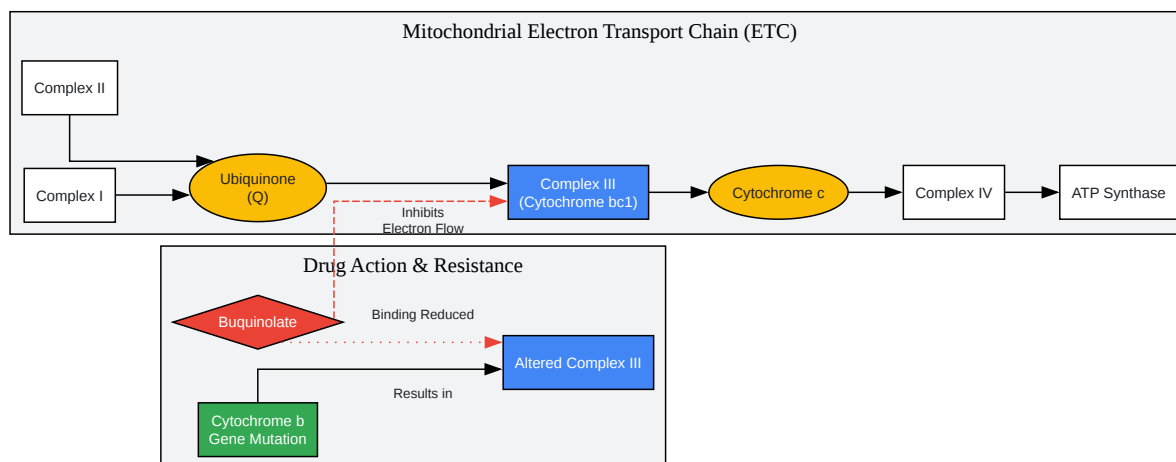 Mitochondrial Electron Transport Chain (ETC)
Complex II
Complex I
Ubiquinone
(Q)
Complex III
(Cytochrome bc1)
Cytochrome c
Complex IV
ATP Synthase
Inhibits
Electron Flow
Drug Action & Resistance
Buquinolate
Binding Reduced
Altered Complex III
Results in
Cytochrome b
Gene Mutation